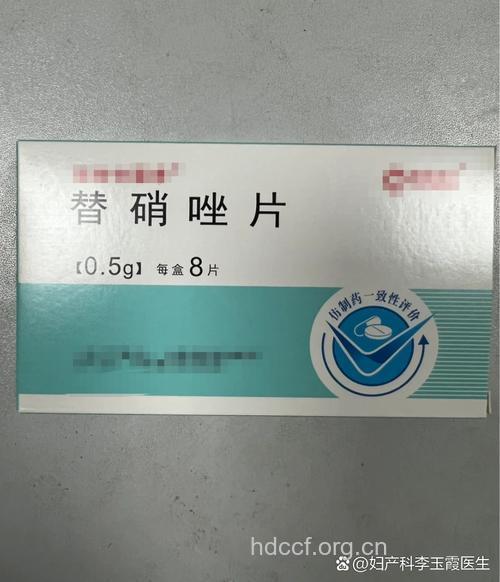 替硝唑片
【0.5g】 每盒8片
仿制药一致性评价
hdccf.org.cn
@妇产科李玉霞医生